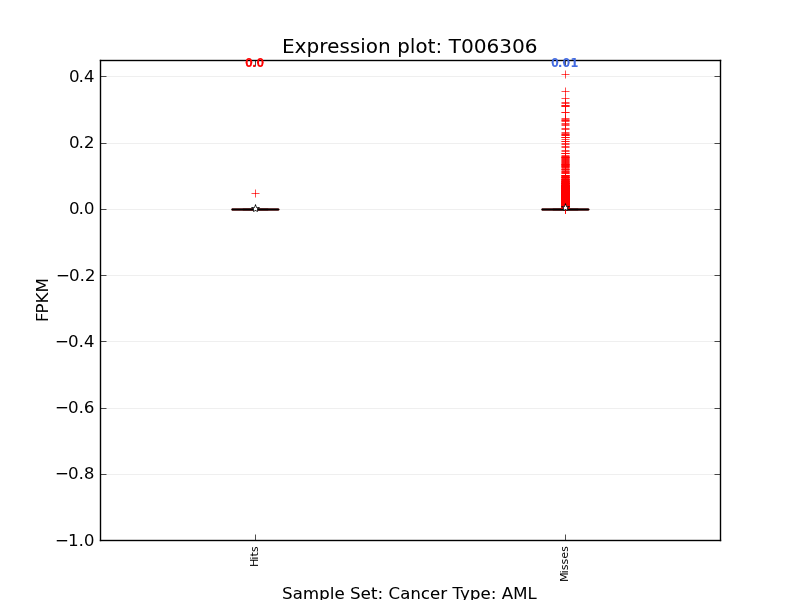 Expression plot: T006306
0.0
0.01
0.4
0.2
0.0
−0.2
−0.4
−0.6
−0.8
−1.0
FPKM
Hits
Misses
Sample Set: Cancer Type: AML